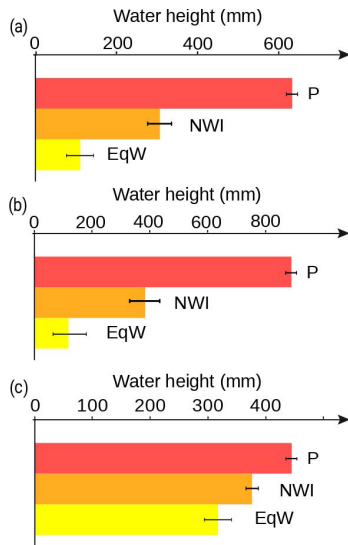 (a)
Water height (mm)
0 200 400 600
P
NWI
EqW
(b)
Water height (mm)
0 200 400 600 800
P
NWI
EqW
(c)
Water height (mm)
0 100 200 300 400
P
NWI
EqW